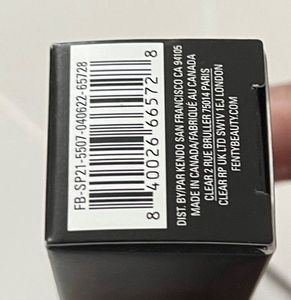 FB-SP21-5507-040622-65728
8 40026 66572 8
DIST. BY/PAR KENDO SAN FRANCISCO CA 94105
MADE IN CANADA/FABRIQUÉ AU CANADA
CLEAR 2 RUE BRULLER 75014 PARIS
CLEAR RP UK LTD SV1V 1EJ LONDON
FENTYBEAUTY.COM